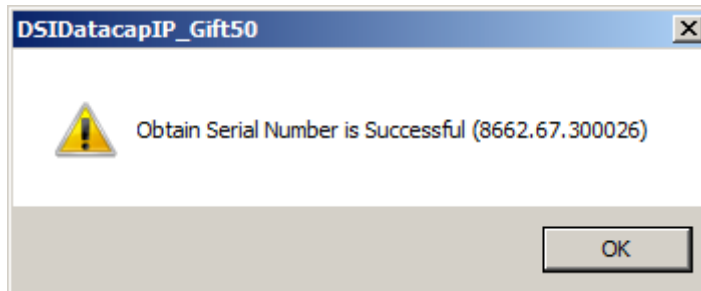 DSIDatacapIP_Gift50
Obtain Serial Number is Successful (8662.67.300026)
OK